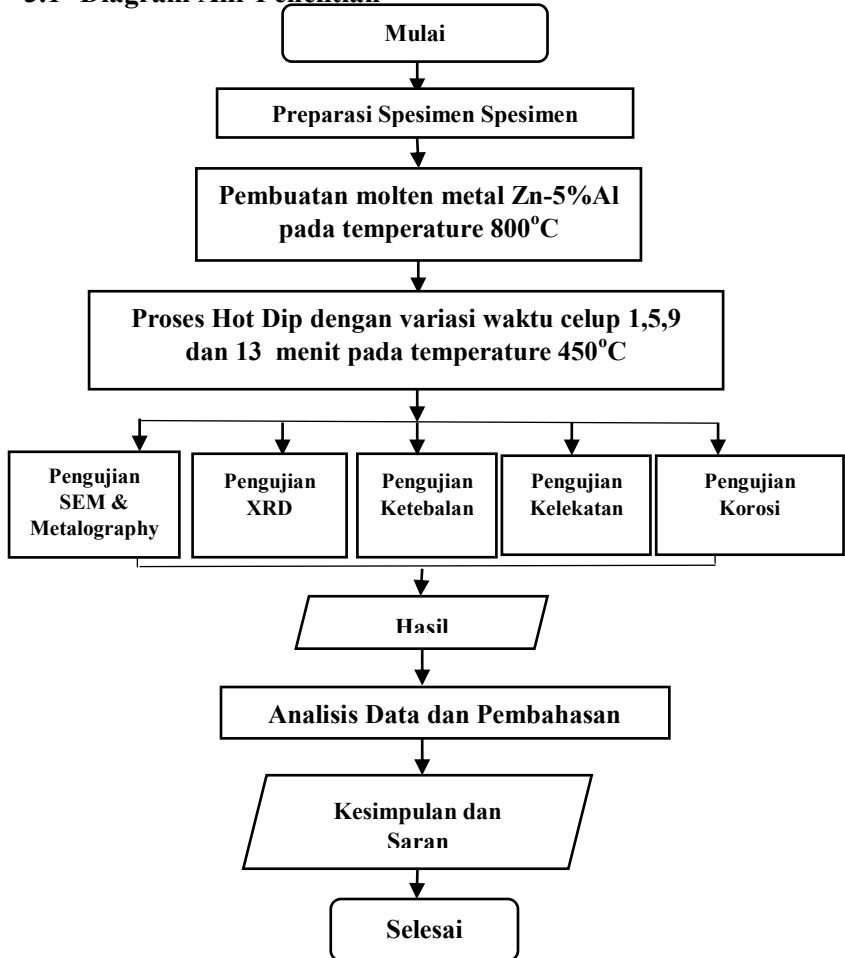 Mulai
Preparasi Spesimen Spesimen
Pembuatan molten metal Zn-5%Al
pada temperature 800°C
Proses Hot Dip dengan variasi waktu celup 1,5,9
dan 13 menit pada temperature 450°C
Pengujian
SEM &
Metalography
Pengujian
XRD
Pengujian
Ketebalan
Pengujian
Kelekatan
Pengujian
Korosi
Hasil
Analisis Data dan Pembahasan
Kesimpulan dan
Saran
Selesai